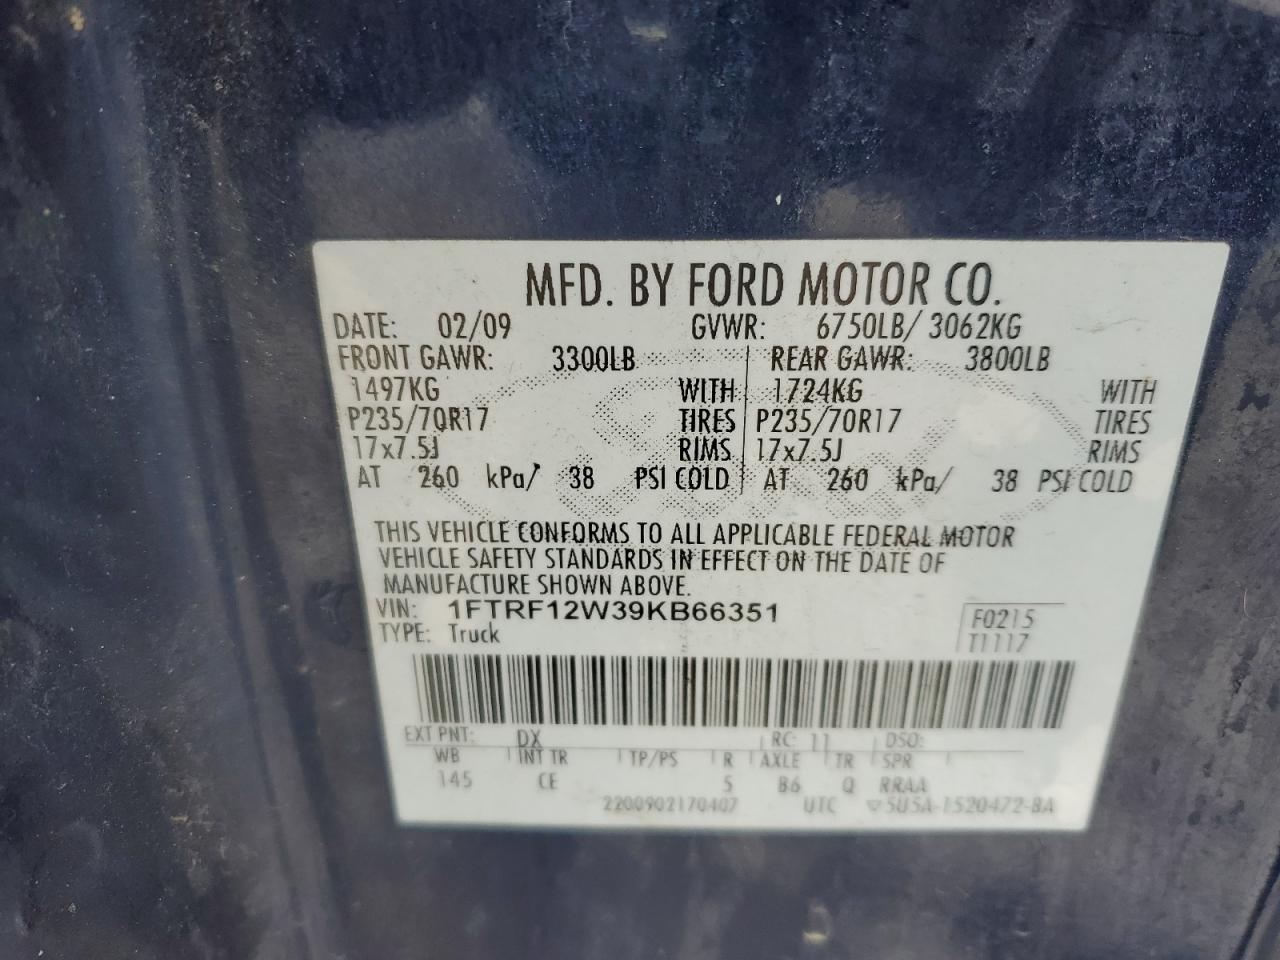 MFD. BY FORD MOTOR CO.
DATE: 02/09 GVWR: 6750LB/ 3062KG
FRONT GAWR: 3300LB REAR GAWR: 3800LB
1497KG WITH 1724KG WITH
P235/70R17 TIRES P235/70R17 TIRES
17x7.5J RIMS 17x7.5J RIMS
AT 260 kPa/ 38 PSI COLD AT 260 kPa/ 38 PSI COLD
THIS VEHICLE CONFORMS TO ALL APPLICABLE FEDERAL MOTOR
VEHICLE SAFETY STANDARDS IN EFFECT ON THE DATE OF
MANUFACTURE SHOWN ABOVE.
VIN: 1FTRF12W39KB66351 F0215
TYPE: Truck T1117
EXT PNT: DX RC: 11 DSO:
WB INT TR TP/PS R AXLE TR SPR
145 CE 5 B6 Q RRAA
2200902170407 UTC ▽5U5A-1520472-BA